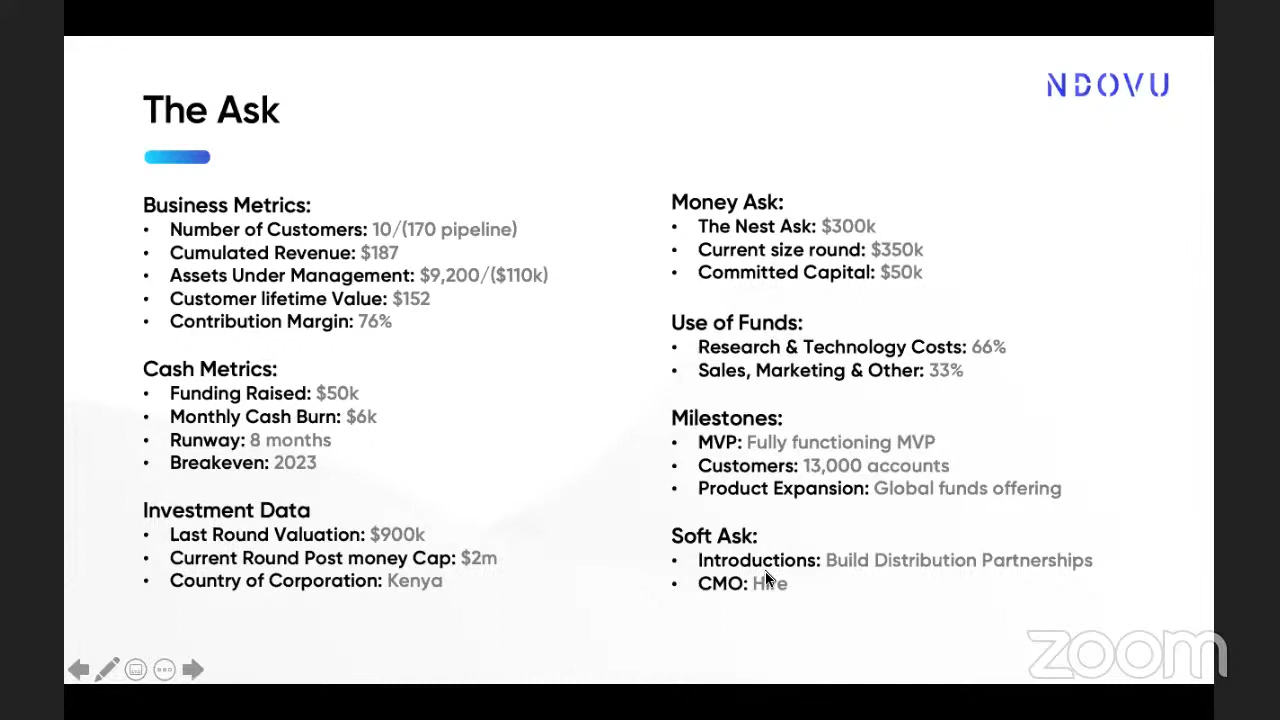 NDOVU
The Ask
Business Metrics:
• Number of Customers: 10/(170 pipeline)
• Cumulated Revenue: $187
• Assets Under Management: $9,200/($110k)
• Customer lifetime Value: $152
• Contribution Margin: 76%
Cash Metrics:
• Funding Raised: $50k
• Monthly Cash Burn: $6k
• Runway: 8 months
• Breakeven: 2023
Investment Data
• Last Round Valuation: $900k
• Current Round Post money Cap: $2m
• Country of Corporation: Kenya
Money Ask:
• The Nest Ask: $300k
• Current size round: $350k
• Committed Capital: $50k
Use of Funds:
• Research & Technology Costs: 66%
• Sales, Marketing & Other: 33%
Milestones:
• MVP: Fully functioning MVP
• Customers: 13,000 accounts
• Product Expansion: Global funds offering
Soft Ask:
• Introductions: Build Distribution Partnerships
• CMO: Hire
zoom